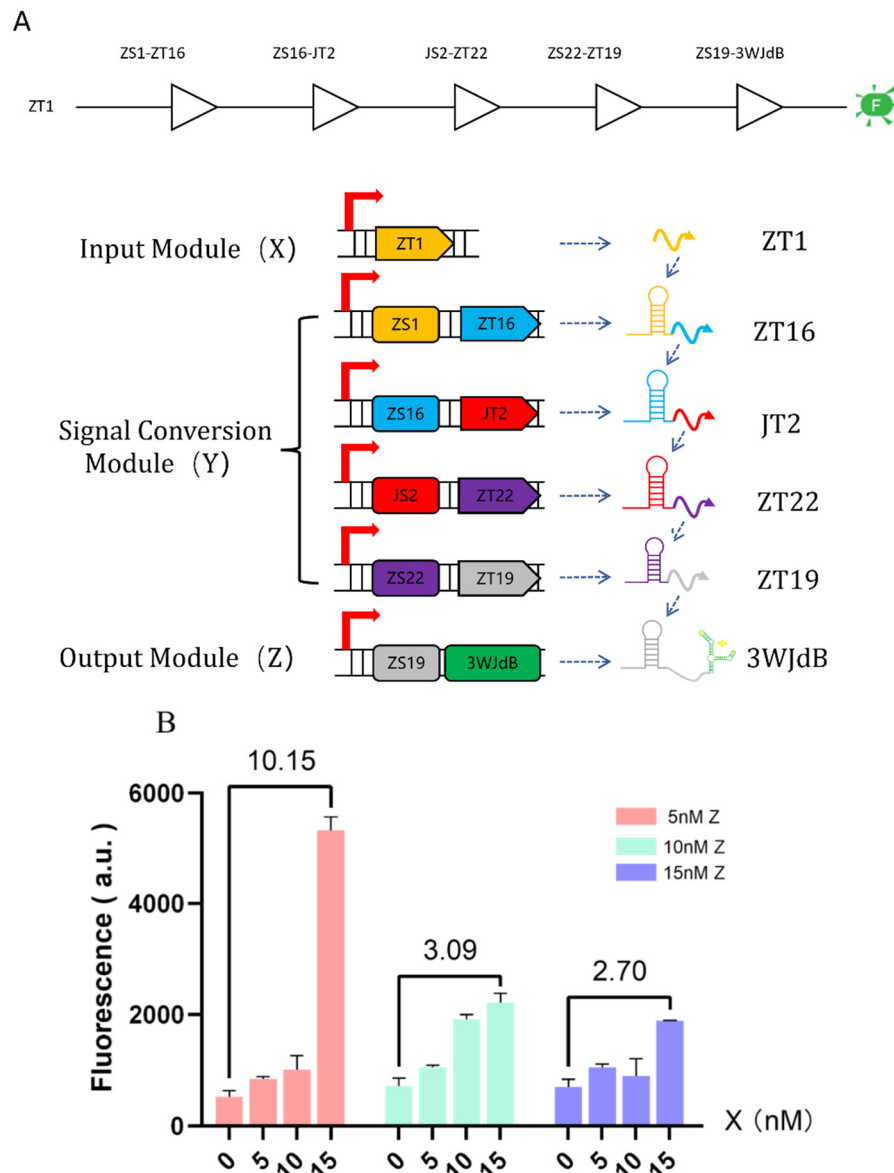 A
ZS1-ZT16 ZS16-JT2 JS2-ZT22 ZS22-ZT19 ZS19-3WJdB
ZT1 F
Input Module (X) ZT1 ZT1
ZS1 ZT16 ZT16
Signal Conversion
Module (Y)
ZS16 JT2 JT2
JS2 ZT22 ZT22
ZS22 ZT19 ZT19
Output Module (Z) ZS19 3WJdB 3WJdB
B
10.15
6000
5nM Z
10nM Z
15nM Z
4000
3.09
2.70
2000
0
Fluorescence ( a.u. )
0 5 10 15 0 5 10 15 0 5 10 15
X (nM)